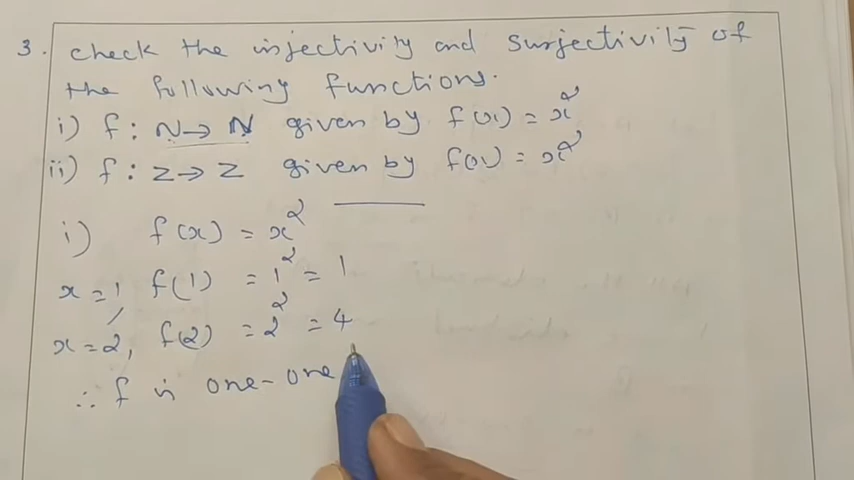 3. check the injectivity and surjectivity of
the following functions.
i) f : N → N given by f(x) = x²
ii) f : Z → Z given by f(x) = x²
i) f(x) = x²
x = 1, f(1) = 1² = 1
x = 2, f(2) = 2² = 4
∴ f is one-one